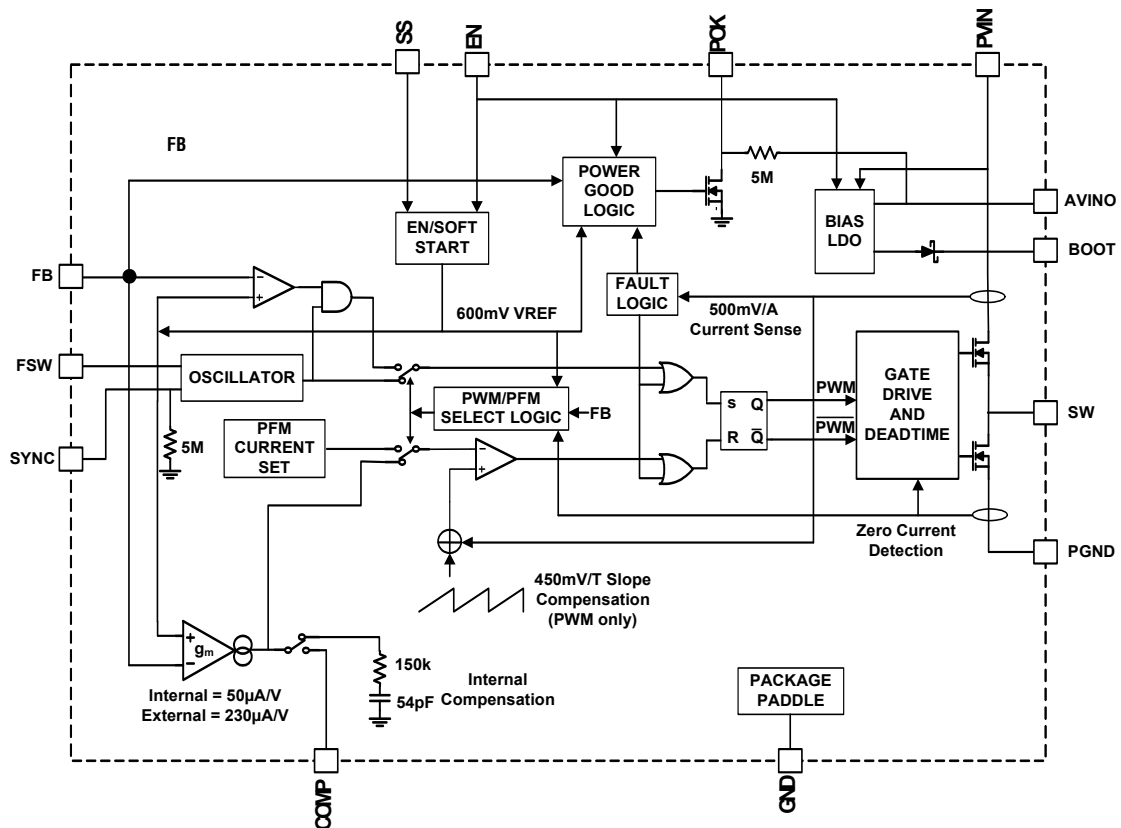 SS
EN
PCK
PVIN
FB
POWER
GOOD
LOGIC
5M
BIAS
LDO
AVINO
BOOT
EN/SOFT
START
FB
FAULT
LOGIC
500mV/A
Current Sense
600mV VREF
FSW
OSCILLATOR
PWM/PFM
SELECT LOGIC
FB
S Q
R Q̅
PWM
P̅W̅M̅
GATE
DRIVE
AND
DEADTIME
SW
SYNC
5M
PFM
CURRENT
SET
Zero Current
Detection
PGND
450mV/T Slope
Compensation
(PWM only)
+
−
gm
Internal = 50µA/V
External = 230µA/V
150k
54pF
Internal
Compensation
PACKAGE
PADDLE
COMP
GND